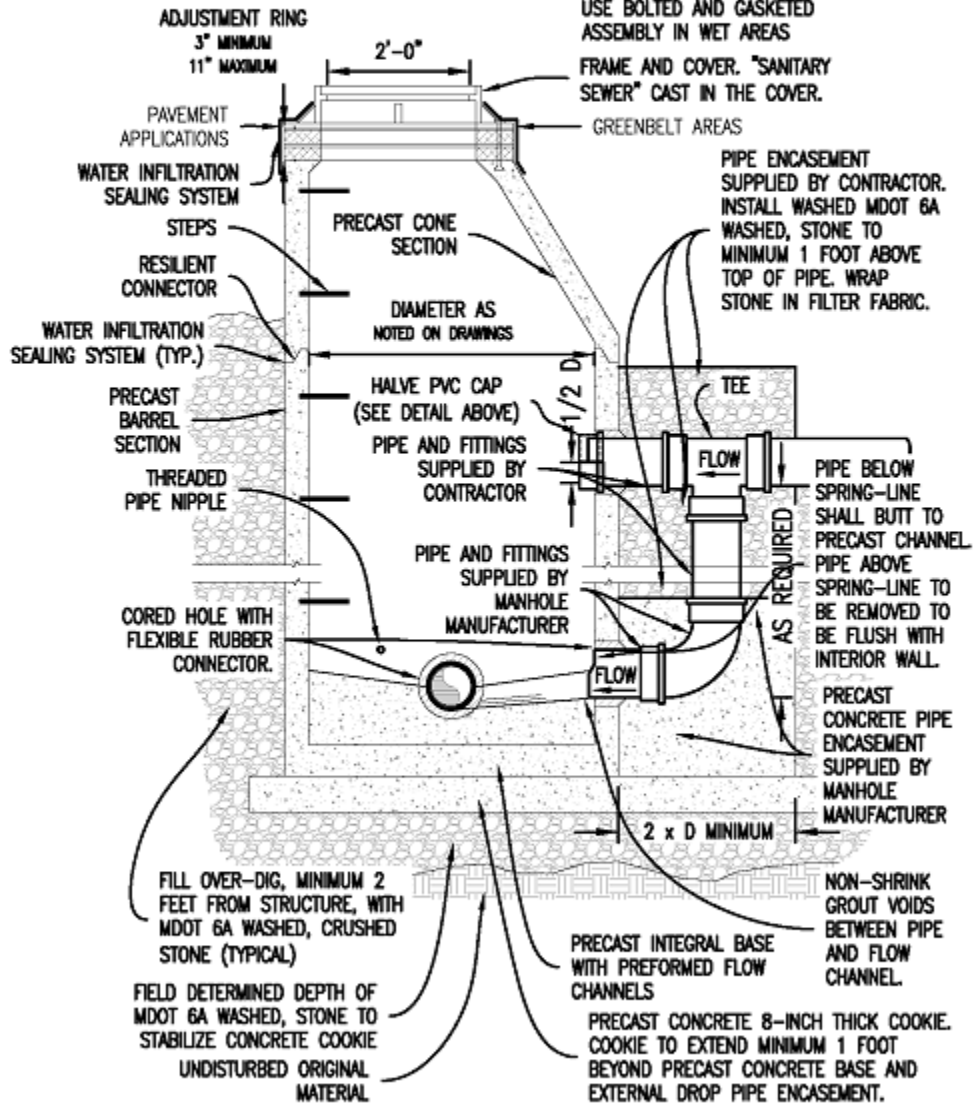 ADJUSTMENT RING
3" MINIMUM
11" MAXIMUM
2'-0"
USE BOLTED AND GASKETED
ASSEMBLY IN WET AREAS
FRAME AND COVER. "SANITARY
SEWER" CAST IN THE COVER.
PAVEMENT
APPLICATIONS
GREENBELT AREAS
WATER INFILTRATION
SEALING SYSTEM
STEPS
PRECAST CONE
SECTION
PIPE ENCASEMENT
SUPPLIED BY CONTRACTOR.
INSTALL WASHED MDOT 6A
WASHED, STONE TO
MINIMUM 1 FOOT ABOVE
TOP OF PIPE. WRAP
STONE IN FILTER FABRIC.
RESILIENT
CONNECTOR
WATER INFILTRATION
SEALING SYSTEM (TYP.)
DIAMETER AS
NOTED ON DRAWINGS
PRECAST
BARREL
SECTION
HALVE PVC CAP
(SEE DETAIL ABOVE)
1/2 D
TEE
FLOW
PIPE AND FITTINGS
SUPPLIED BY
CONTRACTOR
THREADED
PIPE NIPPLE
PIPE BELOW
SPRING-LINE
SHALL BUTT TO
PRECAST CHANNEL.
PIPE ABOVE
SPRING-LINE TO
BE REMOVED TO
BE FLUSH WITH
INTERIOR WALL.
AS REQUIRED
PIPE AND FITTINGS
SUPPLIED BY
MANHOLE
MANUFACTURER
CORED HOLE WITH
FLEXIBLE RUBBER
CONNECTOR.
FLOW
PRECAST
CONCRETE PIPE
ENCASEMENT
SUPPLIED BY
MANHOLE
MANUFACTURER
2 x D MINIMUM
FILL OVER-DIG, MINIMUM 2
FEET FROM STRUCTURE, WITH
MDOT 6A WASHED, CRUSHED
STONE (TYPICAL)
NON-SHRINK
GROUT VOIDS
BETWEEN PIPE
AND FLOW
CHANNEL.
PRECAST INTEGRAL BASE
WITH PREFORMED FLOW
CHANNELS
FIELD DETERMINED DEPTH OF
MDOT 6A WASHED, STONE TO
STABILIZE CONCRETE COOKIE
UNDISTURBED ORIGINAL
MATERIAL
PRECAST CONCRETE 8-INCH THICK COOKIE.
COOKIE TO EXTEND MINIMUM 1 FOOT
BEYOND PRECAST CONCRETE BASE AND
EXTERNAL DROP PIPE ENCASEMENT.